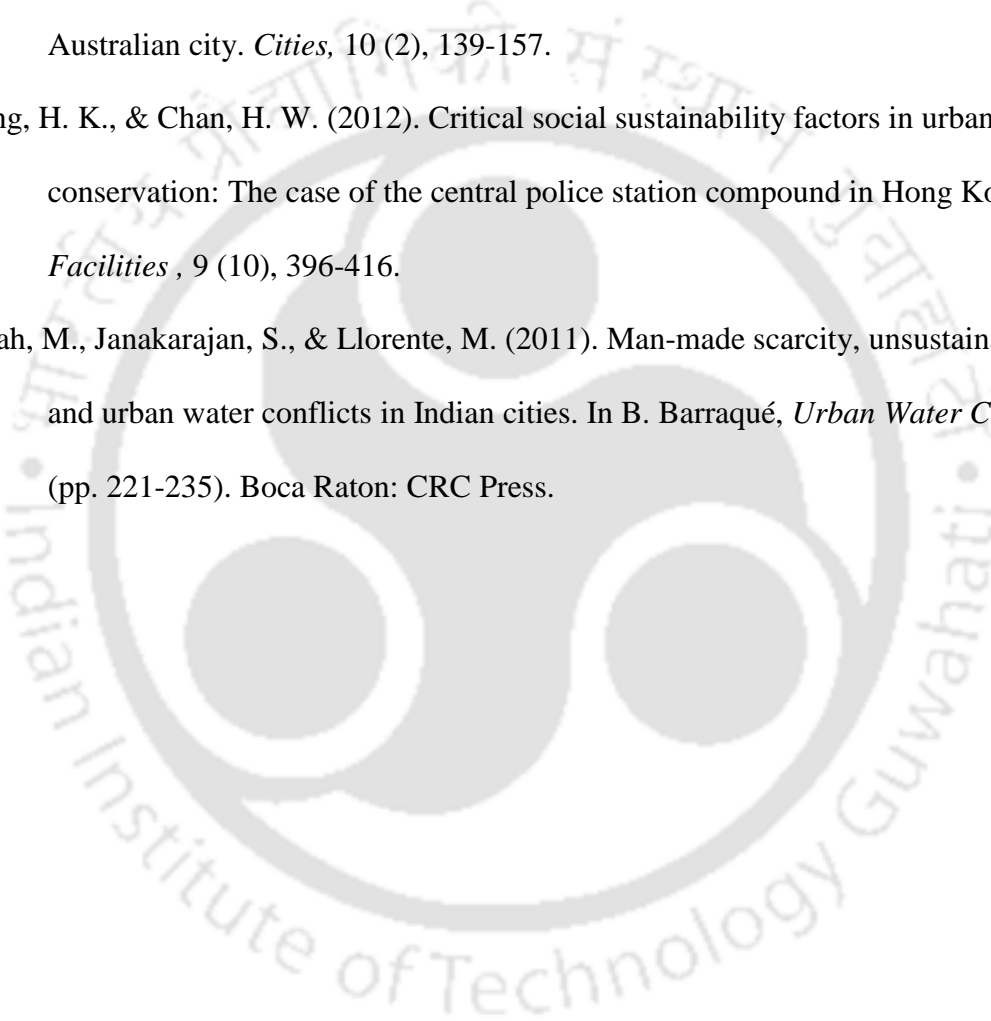 Australian city. Cities, 10 (2), 139-157.
ng, H. K., & Chan, H. W. (2012). Critical social sustainability factors in urban
conservation: The case of the central police station compound in Hong Ko
Facilities , 9 (10), 396-416.
ah, M., Janakarajan, S., & Llorente, M. (2011). Man-made scarcity, unsustaina
and urban water conflicts in Indian cities. In B. Barraqué, Urban Water C
(pp. 221-235). Boca Raton: CRC Press.
भारतीय प्रौद्योगिकी संस्थान गुवाहाटी
Indian Institute of Technology Guwahati